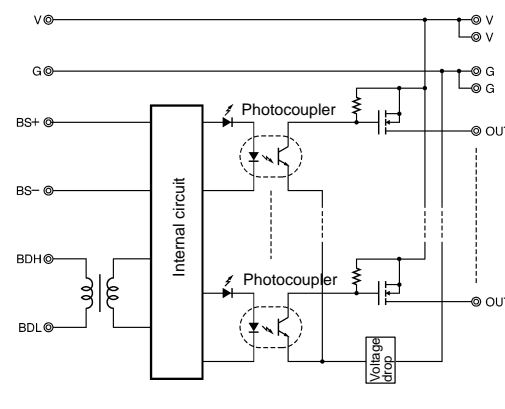 V
V
V
G
G
G
BS+
Photocoupler
OUT
BS−
Internal circuit
BDH
Photocoupler
OUT
BDL
Voltage
drop